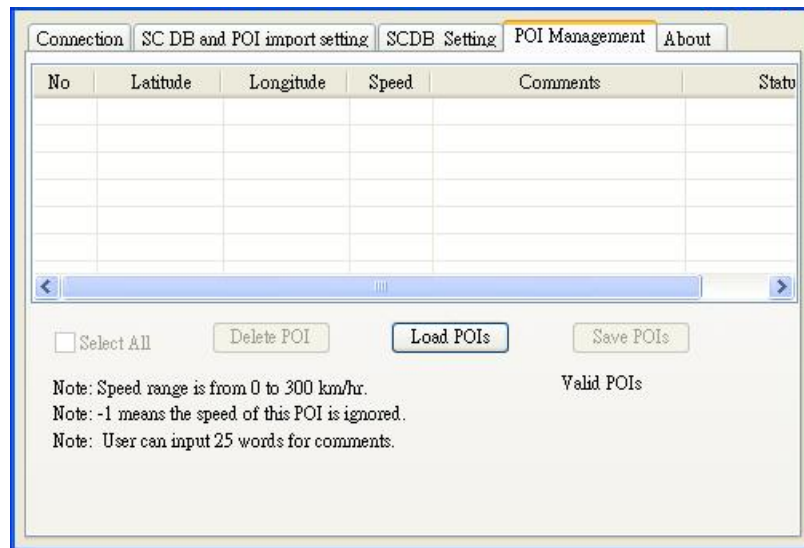 Connection SC DB and POI import setting SCDB Setting POI Management About
No Latitude Longitude Speed Comments Statu
Select All Delete POI Load POIs Save POIs
Note: Speed range is from 0 to 300 km/hr. Valid POIs
Note: -1 means the speed of this POI is ignored.
Note: User can input 25 words for comments.